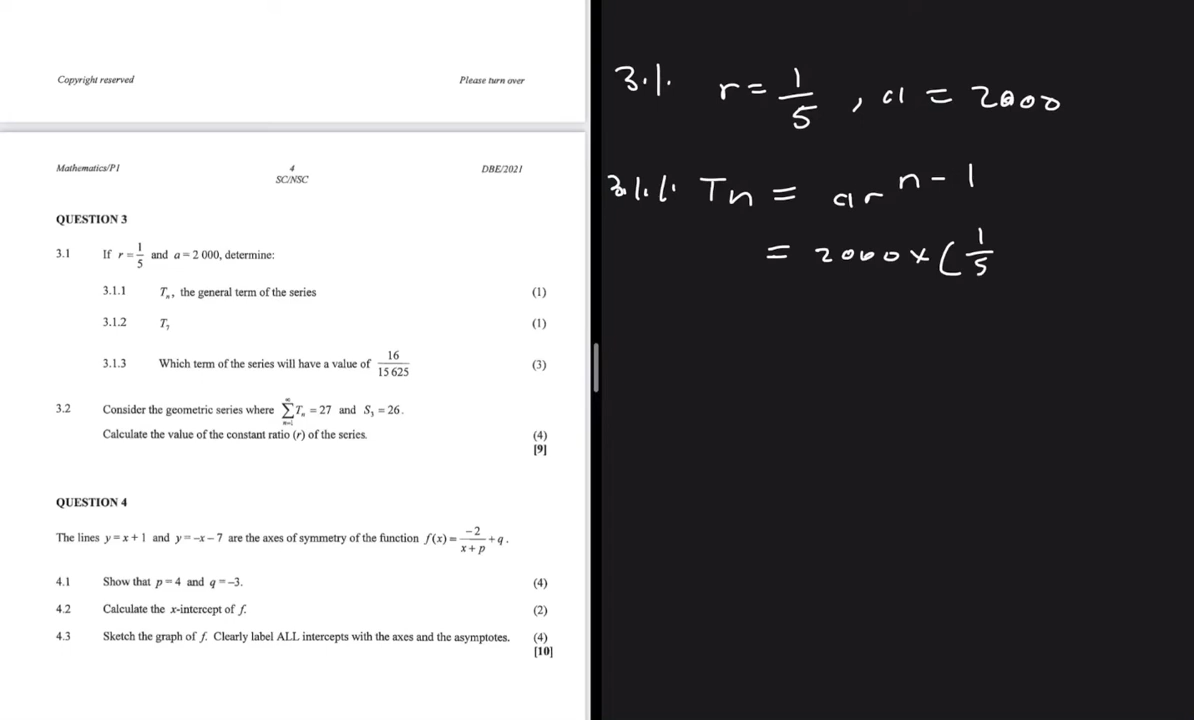 Copyright reserved Please turn over
Mathematics/P1 4 DBE/2021
SC/NSC
QUESTION 3
3.1 If r = 1/5 and a = 2 000, determine:
3.1.1 Tₙ, the general term of the series (1)
3.1.2 T₇ (1)
3.1.3 Which term of the series will have a value of 16/15 625 (3)
3.2 Consider the geometric series where ∑_{n=1}^{∞} Tₙ = 27 and S₃ = 26.
Calculate the value of the constant ratio (r) of the series. (4)
[9]
QUESTION 4
The lines y = x + 1 and y = –x – 7 are the axes of symmetry of the function f(x) = –2/(x + p) + q.
4.1 Show that p = 4 and q = –3. (4)
4.2 Calculate the x-intercept of f. (2)
4.3 Sketch the graph of f. Clearly label ALL intercepts with the axes and the asymptotes. (4)
[10]
3.1. r = 1/5 , a = 2000
3.1.1. Tn = ar^(n-1)
= 2000 × (1/5